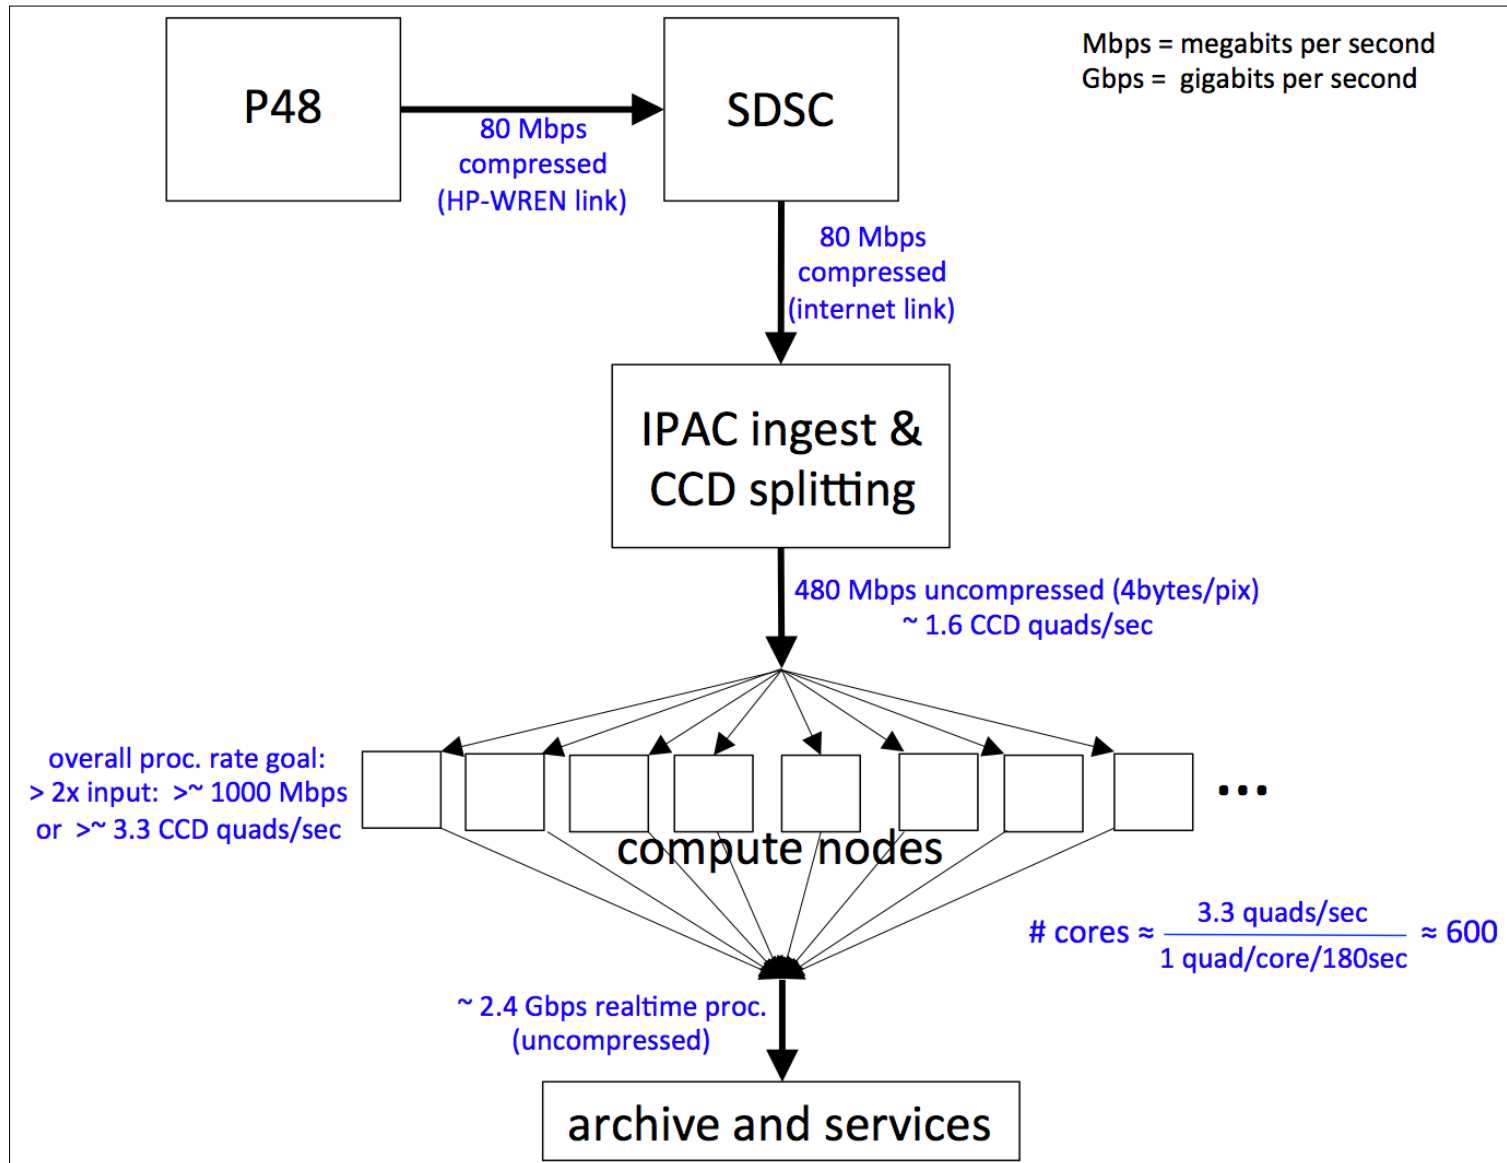 Mbps = megabits per second
Gbps = gigabits per second
P48
SDSC
80 Mbps
compressed
(HP-WREN link)
80 Mbps
compressed
(internet link)
IPAC ingest &
CCD splitting
480 Mbps uncompressed (4bytes/pix)
~ 1.6 CCD quads/sec
overall proc. rate goal:
> 2x input: >~ 1000 Mbps
or >~ 3.3 CCD quads/sec
...
compute nodes
# cores ≈ 3.3 quads/sec ≈ 600
1 quad/core/180sec
~ 2.4 Gbps realtime proc.
(uncompressed)
archive and services